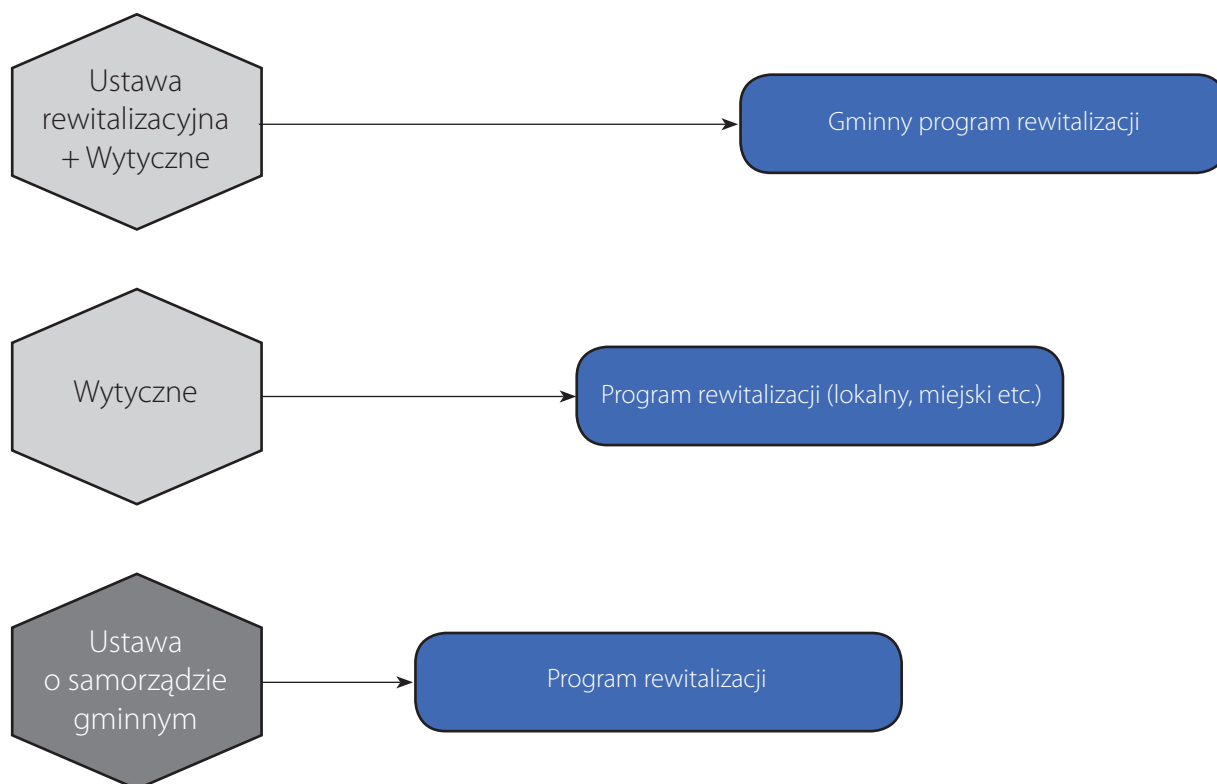 Ustawa
rewitalizacyjna
+ Wytyczne
Gminny program rewitalizacji
Wytyczne
Program rewitalizacji (lokalny, miejski etc.)
Ustawa
o samorządzie
gminnym
Program rewitalizacji